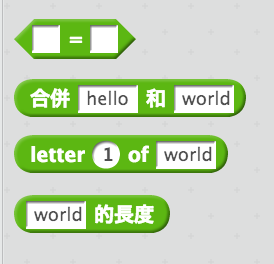 =
合併 hello 和 world
letter 1 of world
world 的長度